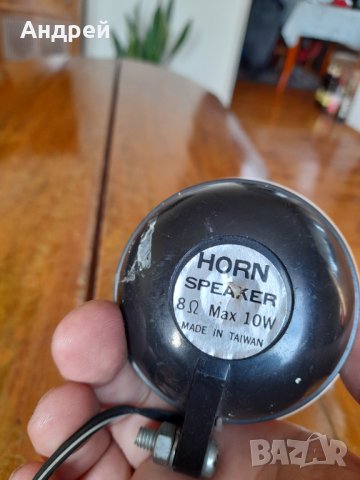 Андрей
HORN
SPEAKER
8Ω Max 10W
MADE IN TAIWAN
BAZAR